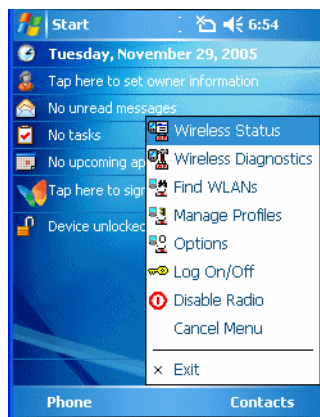 Start 6:54
Tuesday, November 29, 2005
Tap here to set owner information
No unread messages
No tasks
No upcoming ap
Tap here to sigr
Device unlocked
Wireless Status
Wireless Diagnostics
Find WLANs
Manage Profiles
Options
Log On/Off
Disable Radio
Cancel Menu
Exit
Phone Contacts